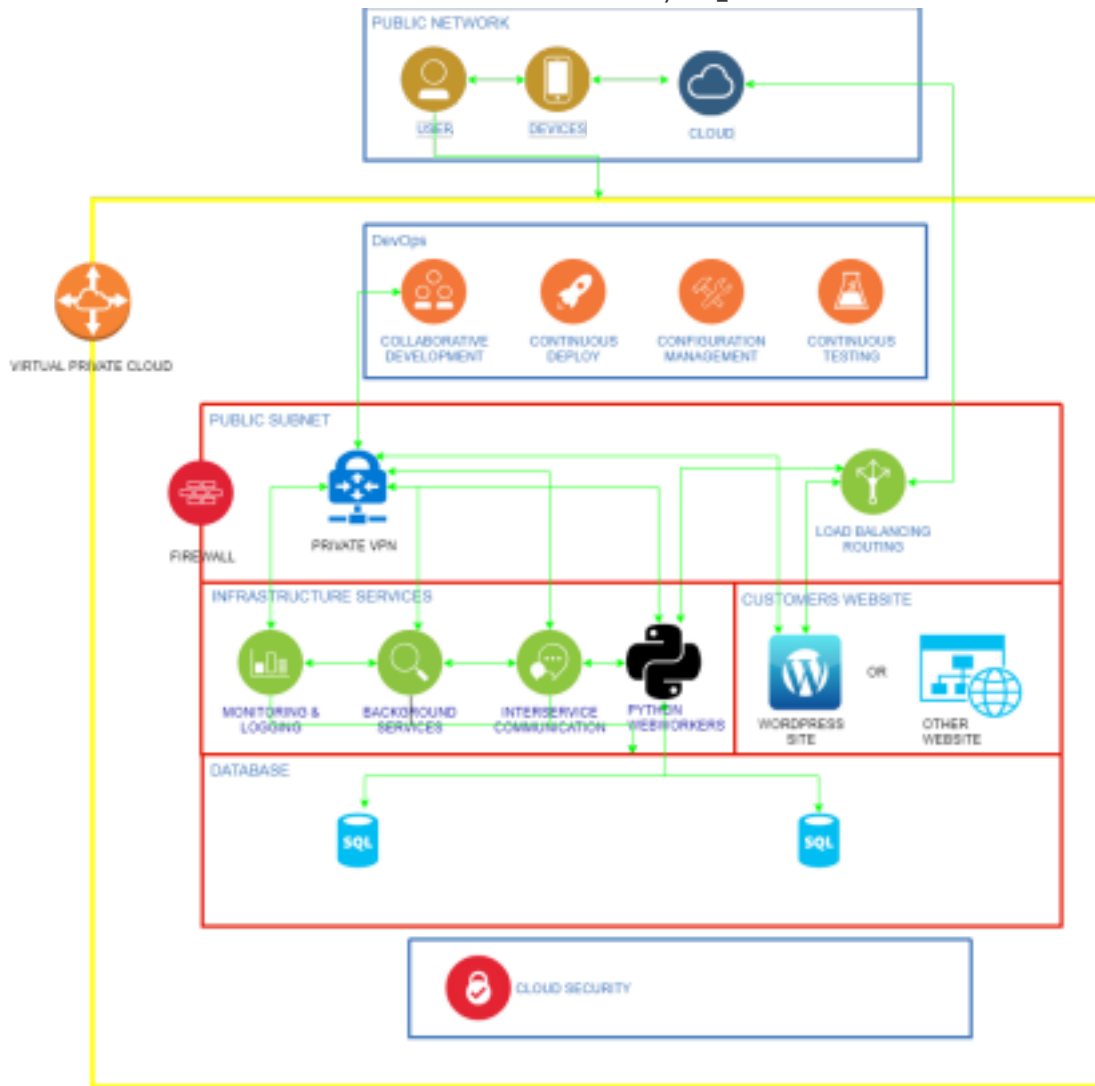 PUBLIC NETWORK
USER
DEVICES
CLOUD
DevOps
COLLABORATIVE
DEVELOPMENT
CONTINUOUS
DEPLOY
CONFIGURATION
MANAGEMENT
CONTINUOUS
TESTING
VIRTUAL PRIVATE CLOUD
PUBLIC SUBNET
FIREWALL
PRIVATE VPN
LOAD BALANCING
ROUTING
INFRASTRUCTURE SERVICES
CUSTOMERS WEBSITE
MONITORING &
LOGGING
BACKGROUND
SERVICES
INTERSERVICE
COMMUNICATION
PYTHON
WEBWORKERS
W
WORDPRESS
SITE
OR
OTHER
WEBSITE
DATABASE
SQL
SQL
CLOUD SECURITY